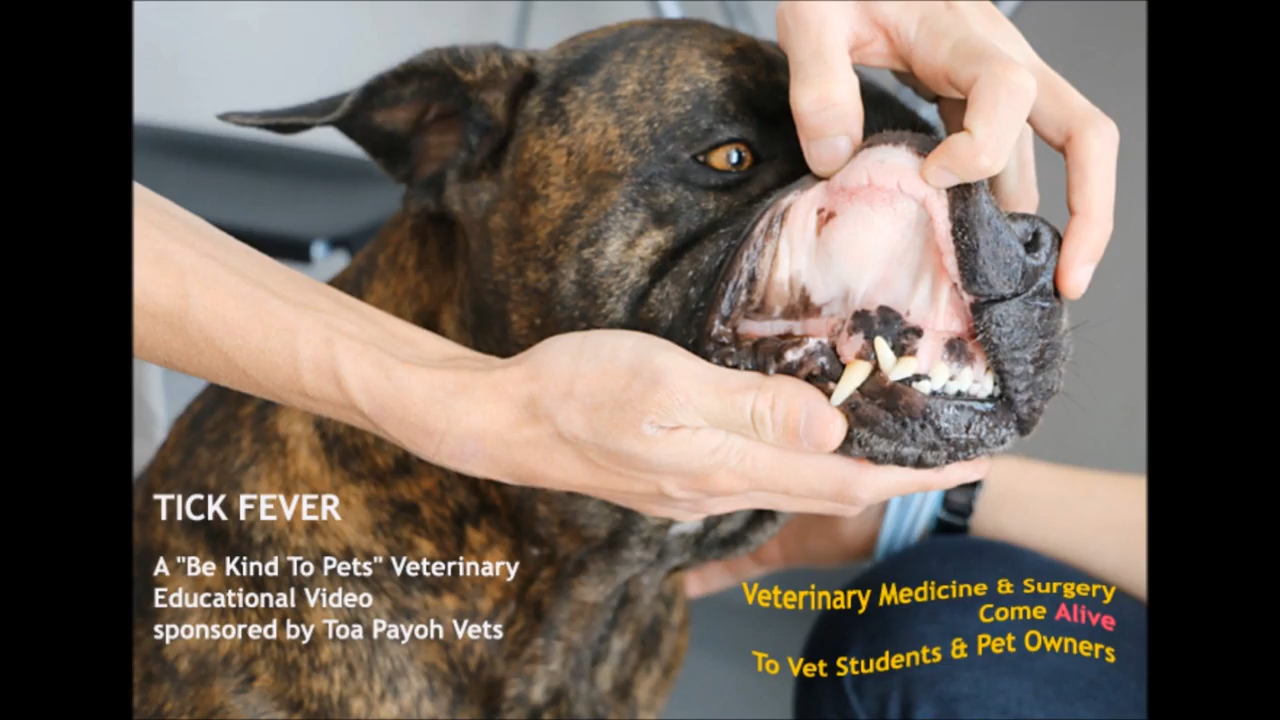 TICK FEVER
A "Be Kind To Pets" Veterinary
Educational Video
sponsored by Toa Payoh Vets
Veterinary Medicine & Surgery
Come Alive
To Vet Students & Pet Owners